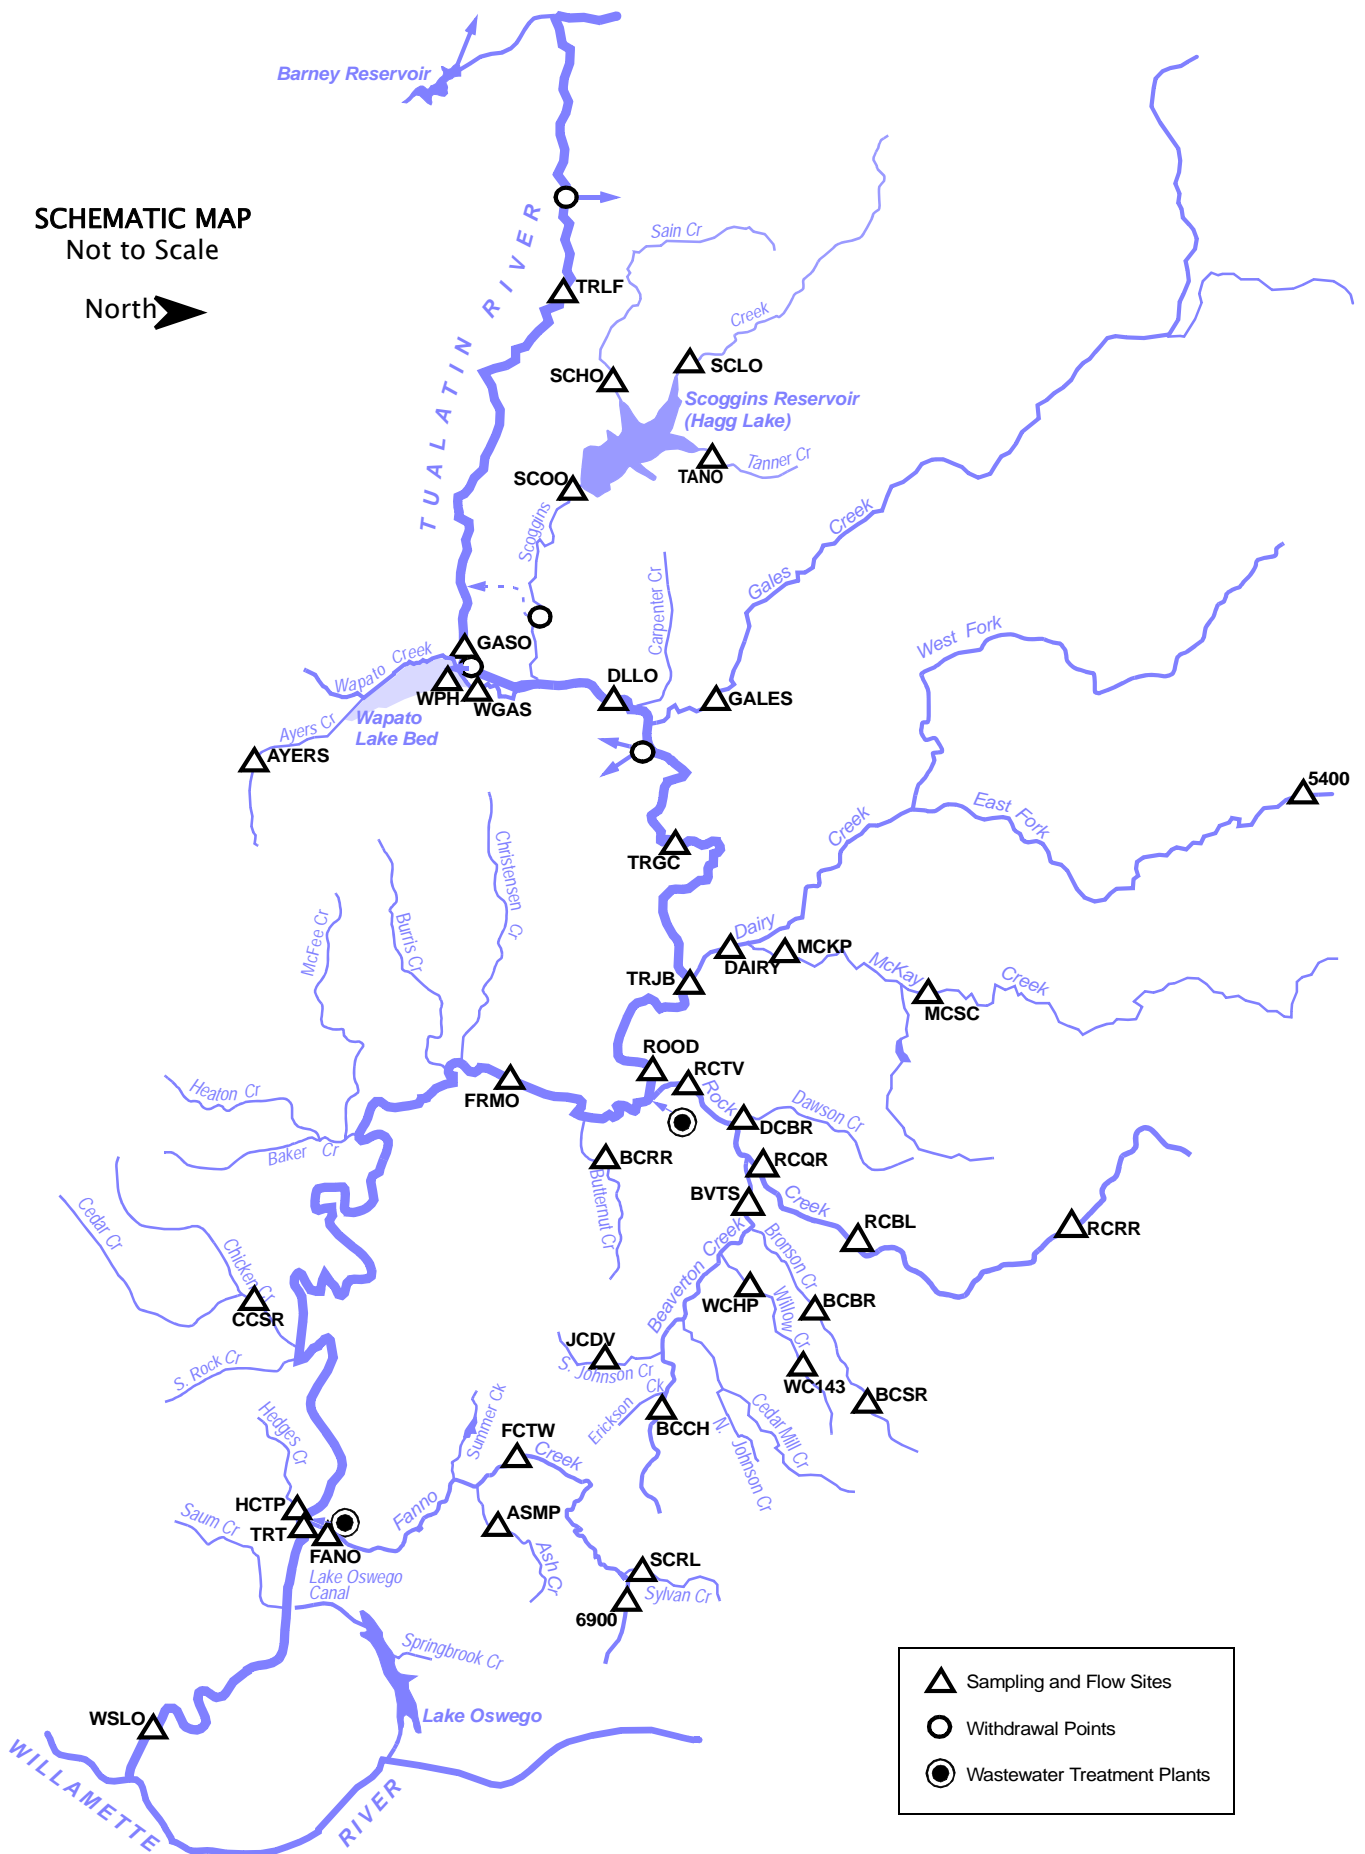 Barney Reservoir
SCHEMATIC MAP
Not to Scale
North
TUALATIN RIVER
TRLF
Sain Cr
Creek
SCHO
SCLO
Scoggins Reservoir
(Hagg Lake)
TANO
Tanner Cr
SCOO
Scoggins
Gales Creek
Carpenter Cr
West Fork
GASO
Wapato Creek
WPH
WGAS
DLLO
GALES
Wapato
Lake Bed
Ayers Cr
AYERS
5400
East Fork
Christensen Cr
TRGC
Dairy Creek
Burris Cr
McFee Cr
DAIRY
MCKP
McKay Creek
MCSC
TRJB
ROOD
RCTV
Rock
FRMO
Heaton Cr
Baker Cr
Dawson Cr
DCBR
BCRR
Butternut Cr
RCQR
BVTS
Creek
RCBL
RCRR
Cedar Cr
Chicken Cr
CCSR
Beaverton Creek
Bronson Cr
WCHP
Willow Cr
BCBR
JCDV
S. Johnson Cr
WC143
BCSR
S. Rock Cr
Erickson Ck
BCCH
N. Johnson Cr
Cedar Mill Cr
Hedges Cr
Summer Ck
FCTW
Creek
Fanno
HCTP
Saum Cr
TRT
FANO
ASMP
Ash Cr
Lake Oswego
Canal
SCRL
Sylvan Cr
6900
Springbrook Cr
Lake Oswego
WSLO
WILLAMETTE RIVER
Sampling and Flow Sites
Withdrawal Points
Wastewater Treatment Plants